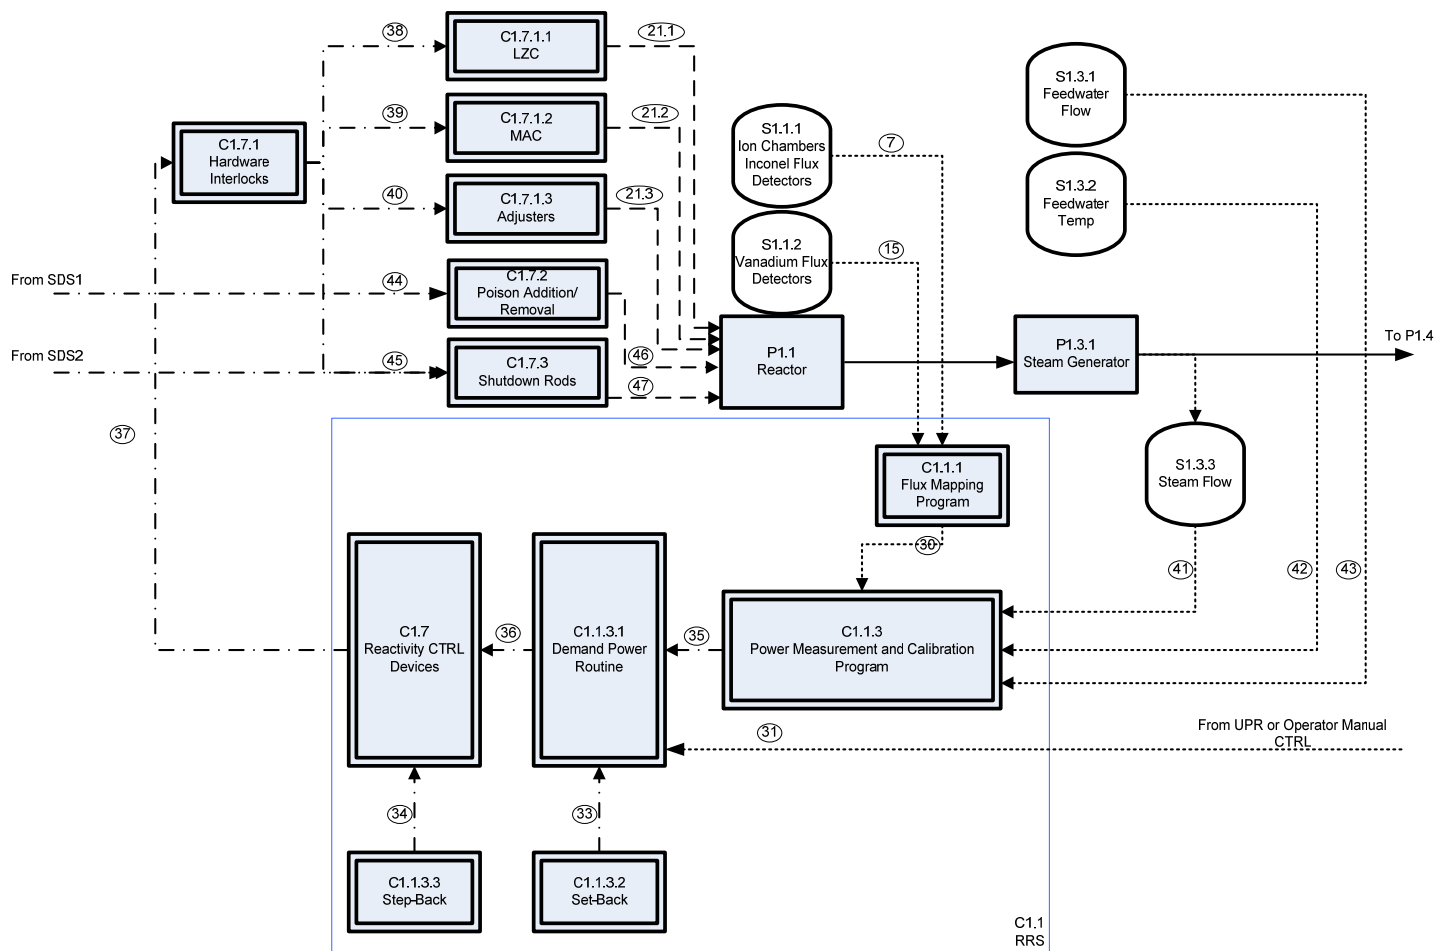 38
C1.7.1.1
LZC
21.1
39
C1.7.1.2
MAC
21.2
C1.7.1
Hardware
Interlocks
40
C1.7.1.3
Adjusters
21.3
S1.1.1
Ion Chambers
Inconel Flux
Detectors
7
S1.1.2
Vanadium Flux
Detectors
15
S1.3.1
Feedwater
Flow
S1.3.2
Feedwater
Temp
From SDS1
44
C1.7.2
Poison Addition/
Removal
From SDS2
45
C1.7.3
Shutdown Rods
46
47
P1.1
Reactor
P1.3.1
Steam Generator
To P1.4
37
C1.1.1
Flux Mapping
Program
S1.3.3
Steam Flow
30
41
42
43
C1.7
Reactivity CTRL
Devices
36
C1.1.3.1
Demand Power
Routine
35
C1.1.3
Power Measurement and Calibration
Program
31
From UPR or Operator Manual
CTRL
34
33
C1.1.3.3
Step-Back
C1.1.3.2
Set-Back
C1.1
RRS